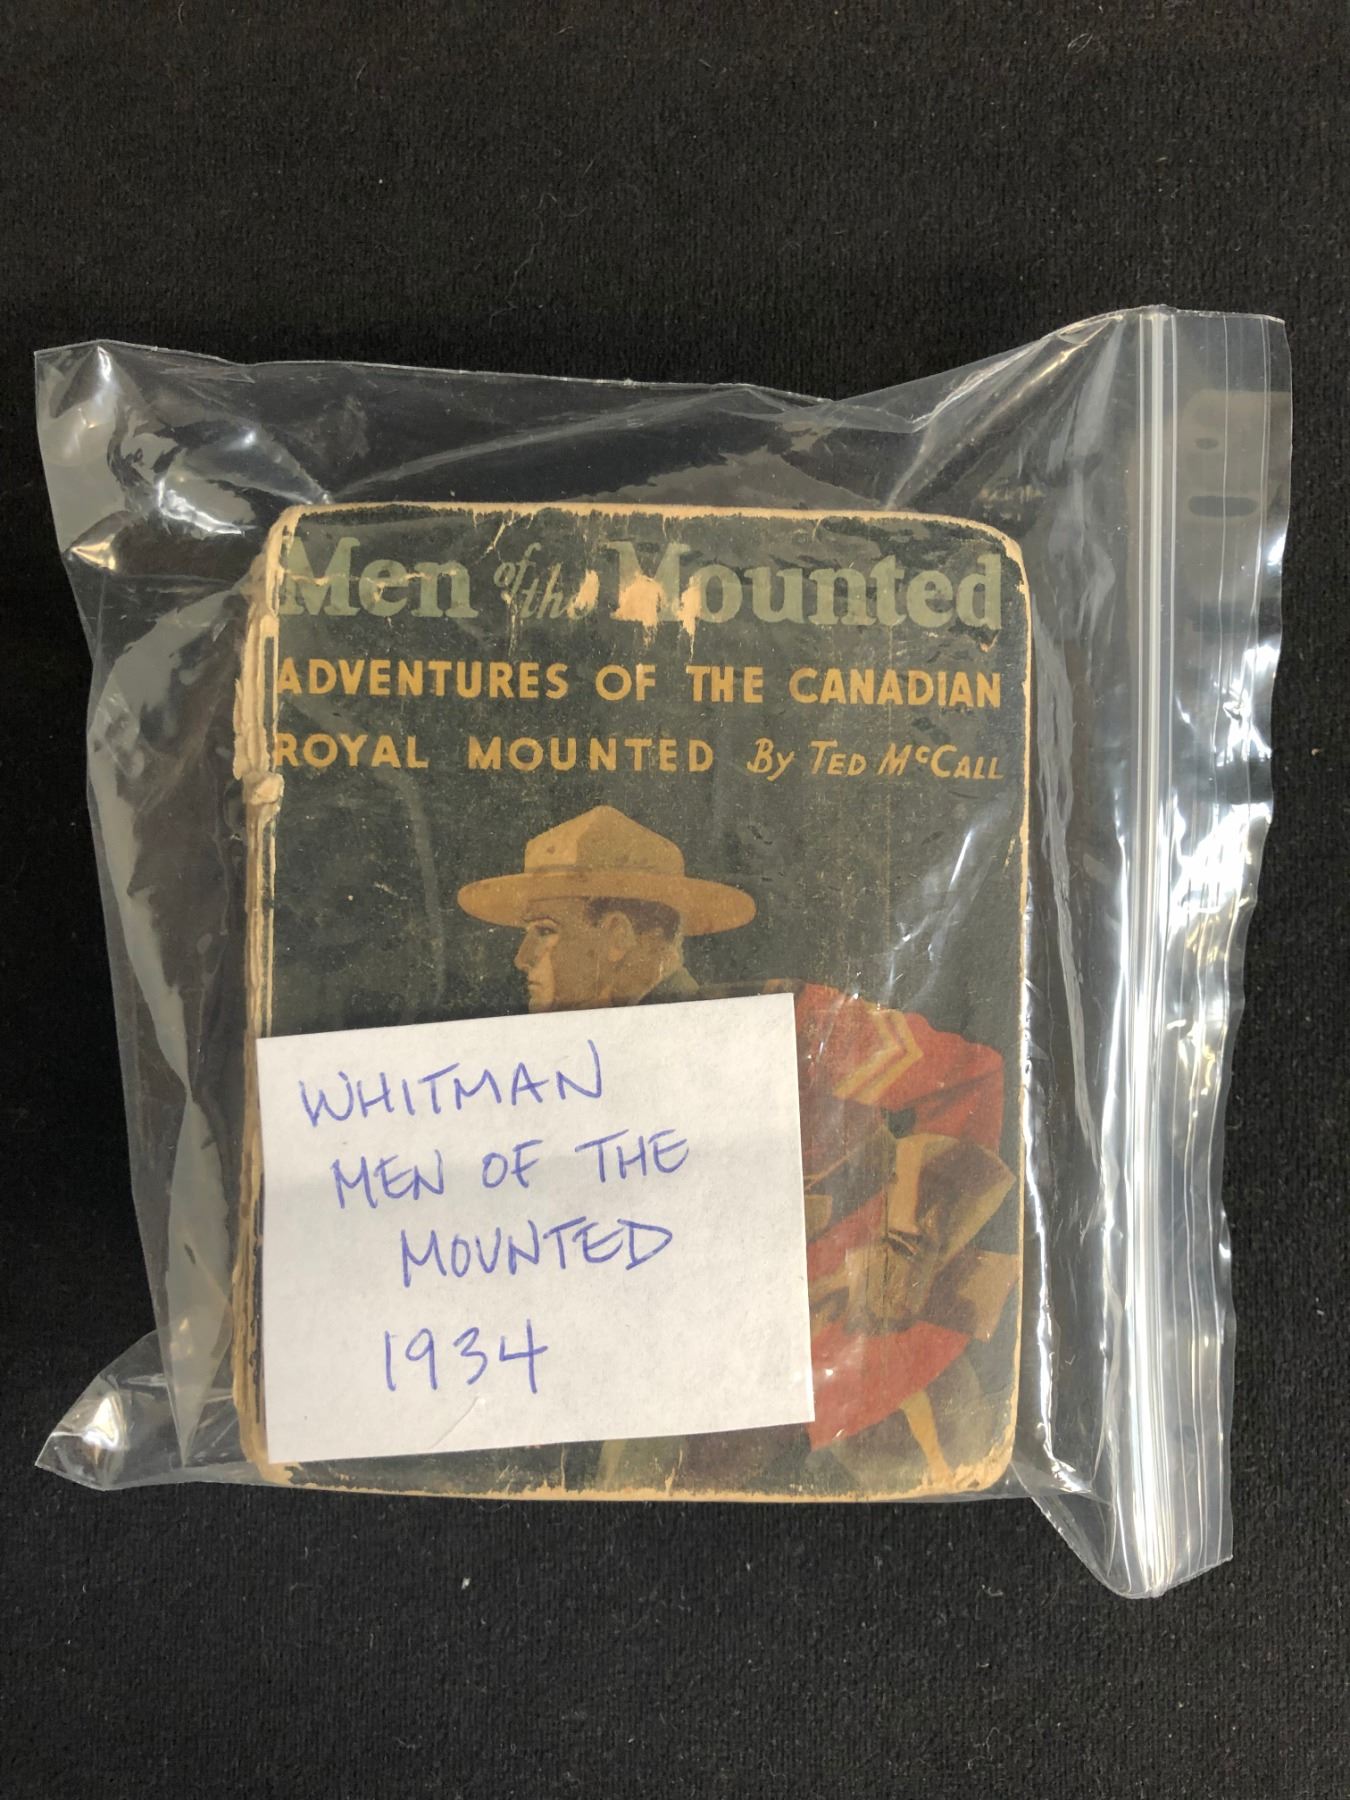 Men of the Mounted
ADVENTURES OF THE CANADIAN
ROYAL MOUNTED By TED McCALL
WHITMAN
MEN OF THE
MOUNTED
1934